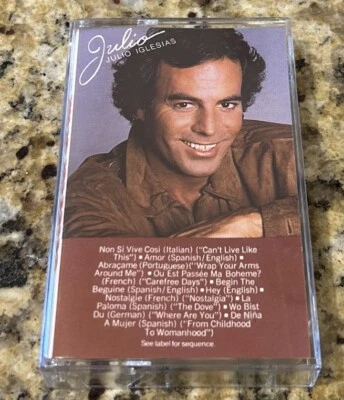 Julio
JULIO IGLESIAS
Non Si Vive Cosi (Italian) ("Can't Live Like
This") • Amor (Spanish/English) •
Abraçame (Portuguese) ("Wrap Your Arms
Around Me") • Ou Est Passée Ma Boheme?
(French) ("Carefree Days") • Begin The
Beguine (Spanish/English) • Hey (English) •
Nostalgie (French) ("Nostalgia") • La
Paloma (Spanish) ("The Dove") • Wo Bist
Du (German) ("Where Are You") • De Niña
A Mujer (Spanish) ("From Childhood
To Womanhood")
See label for sequence.